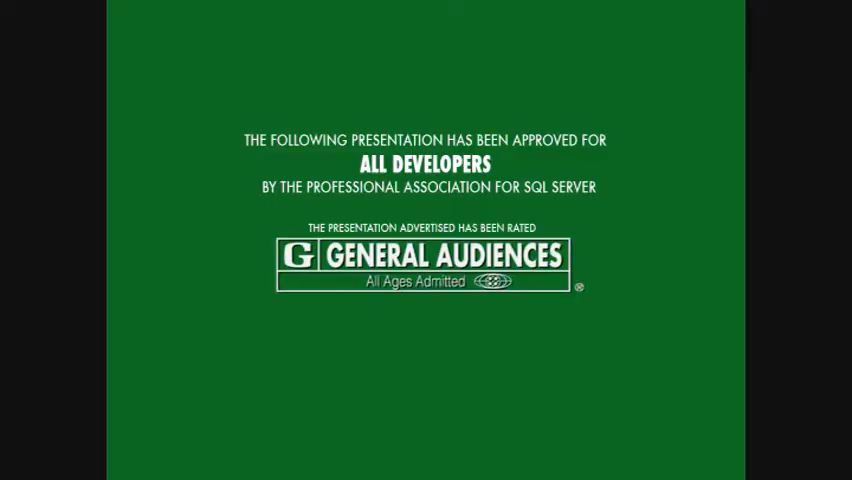 THE FOLLOWING PRESENTATION HAS BEEN APPROVED FOR
ALL DEVELOPERS
BY THE PROFESSIONAL ASSOCIATION FOR SQL SERVER
THE PRESENTATION ADVERTISED HAS BEEN RATED
G GENERAL AUDIENCES
All Ages Admitted
®